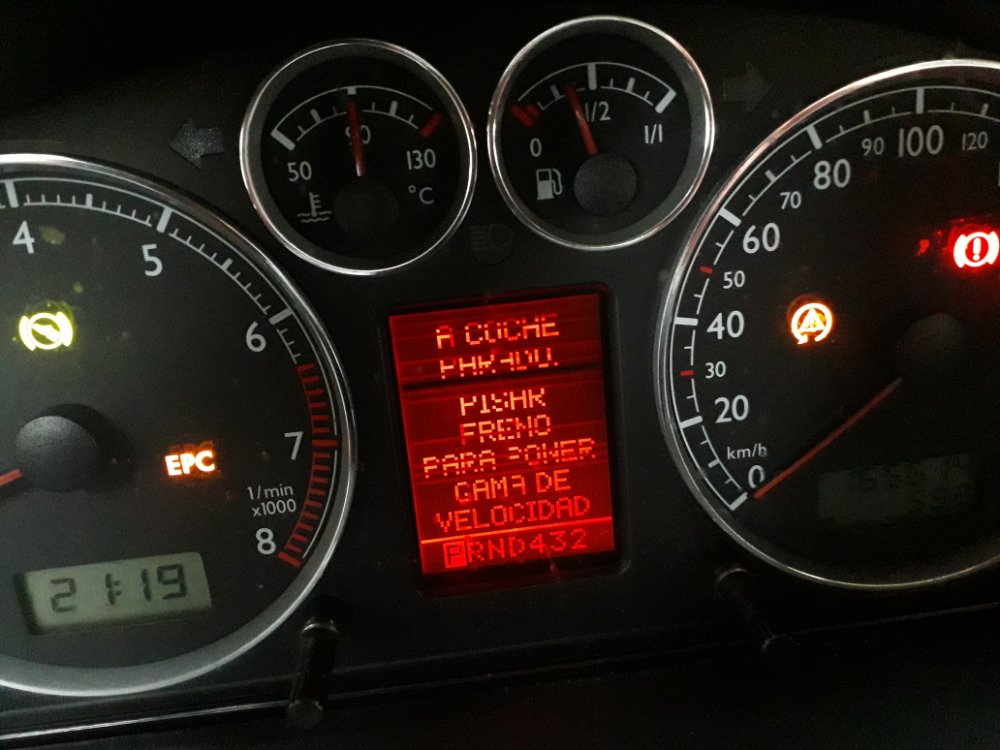 50
90
130
°C
0
1/2
1/1
4
5
6
7
8
EPC
1/min
x1000
21:19
A COCHE
PARADO.
PISAR
FRENO
PARA PONER
GAMA DE
VELOCIDAD
PRND432
0
20
30
40
50
60
70
80
90
100
120
km/h